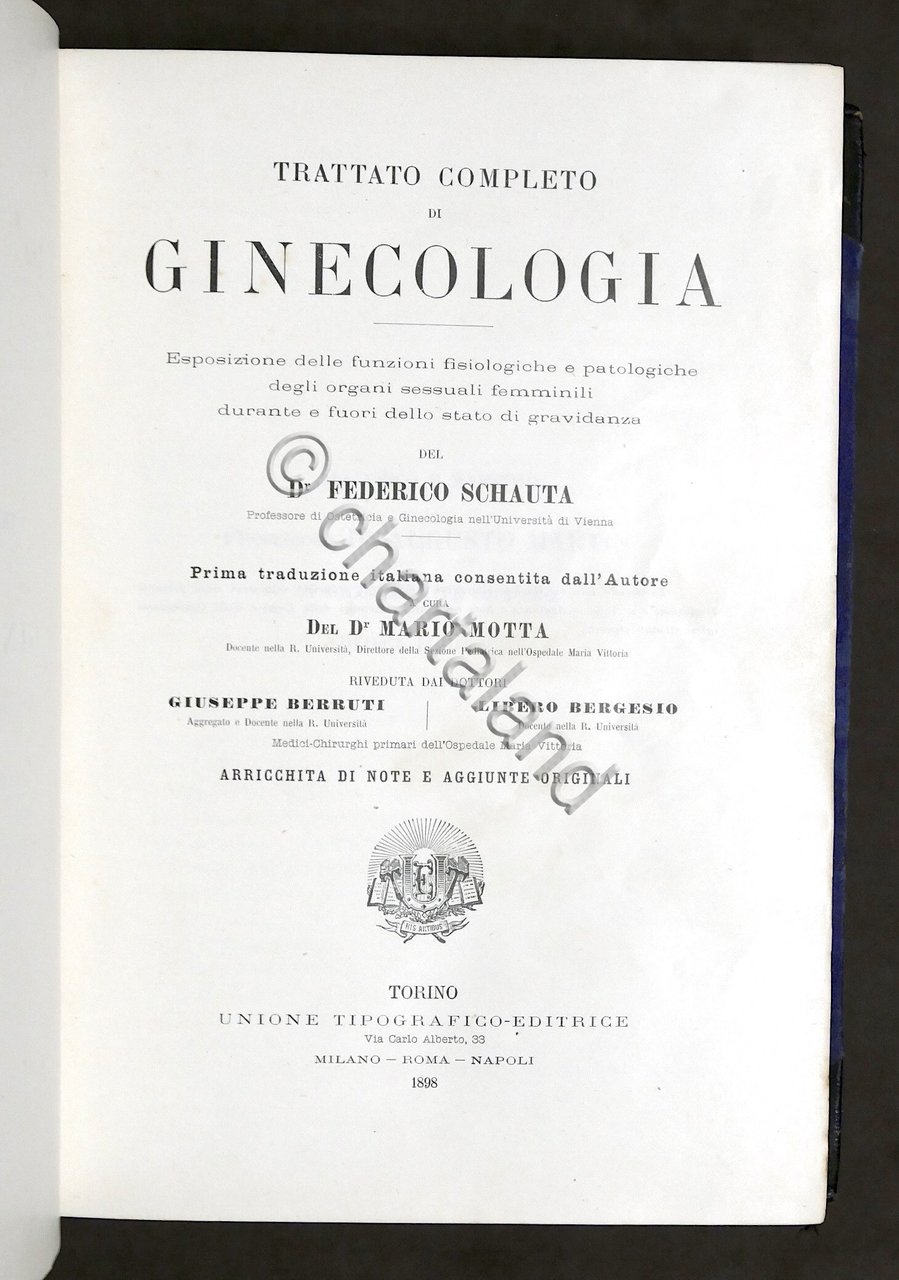 TRATTATO COMPLETO
DI
GINECOLOGIA
Esposizione delle funzioni fisiologiche e patologiche
degli organi sessuali femminili
durante e fuori dello stato di gravidanza
DEL
Dr FEDERICO SCHAUTA
Professore di Ostetricia e Ginecologia nell'Università di Vienna
Prima traduzione italiana consentita dall'Autore
A CURA
DEL Dr MARIO MOTTA
Docente nella R. Università, Direttore della Sezione Pediatrica nell'Ospedale Maria Vittoria
RIVEDUTA DAI DOTTORI
GIUSEPPE BERRUTI
Aggregato e Docente nella R. Università
LIBERO BERGESIO
Docente nella R. Università
Medici-Chirurghi primari dell'Ospedale Maria Vittoria
ARRICCHITA DI NOTE E AGGIUNTE ORIGINALI
HIS ARTIBUS
TORINO
UNIONE TIPOGRAFICO-EDITRICE
Via Carlo Alberto, 33
MILANO — ROMA — NAPOLI
1898
© chartaland